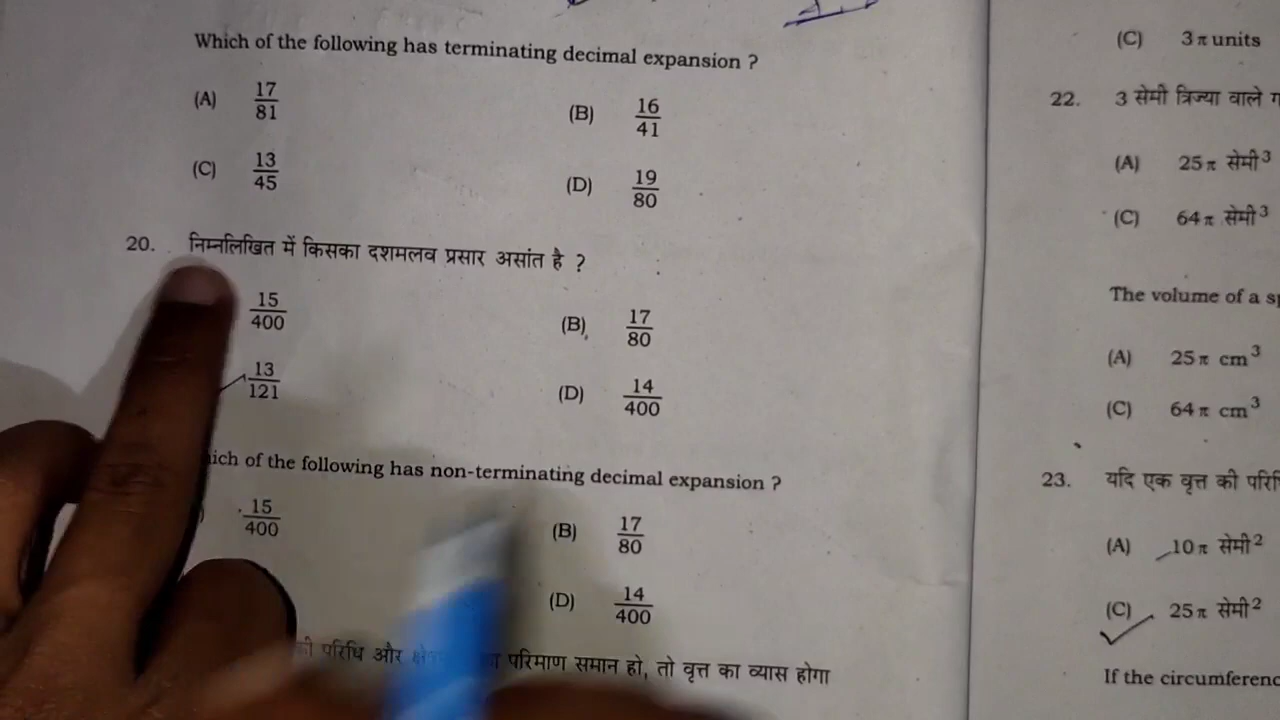 Which of the following has terminating decimal expansion ?
(A) 17/81
(B) 16/41
(C) 13/45
(D) 19/80
20. निम्नलिखित में किसका दशमलव प्रसार असांत है ?
15/400
(B) 17/80
13/121
(D) 14/400
of the following has non-terminating decimal expansion ?
15/400
(B) 17/80
(D) 14/400
परिधि और परिमाण समान हो, तो वृत्त का व्यास होगा
(C) 3π units
22. 3 सेमी त्रिज्या वाले
(A) 25π सेमी³
(C) 64π सेमी³
The volume of a
(A) 25π cm³
(C) 64π cm³
23. यदि एक वृत्त की
(A) 10π सेमी²
(C) 25π सेमी²
If the